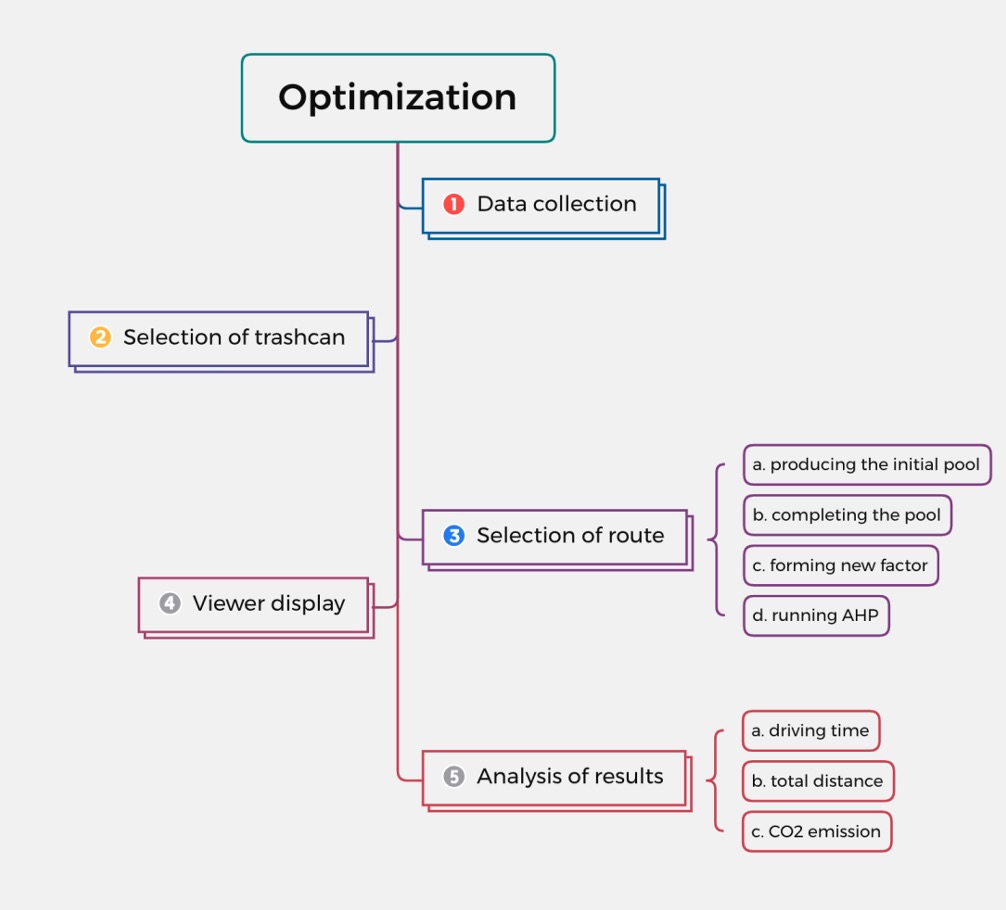 Optimization
1 Data collection
2 Selection of trashcan
3 Selection of route
a. producing the initial pool
b. completing the pool
c. forming new factor
d. running AHP
4 Viewer display
5 Analysis of results
a. driving time
b. total distance
c. CO2 emission